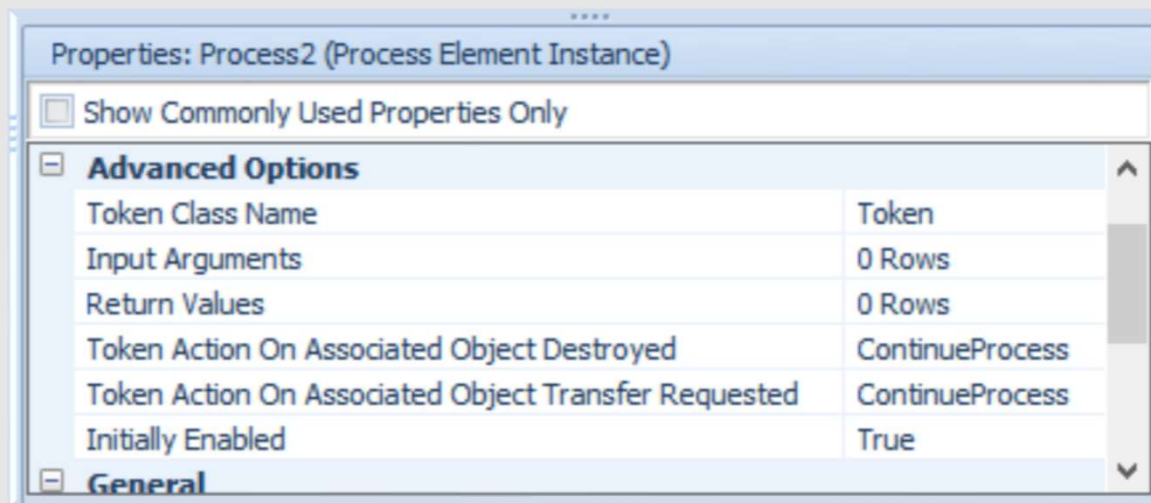 Properties: Process2 (Process Element Instance)
Show Commonly Used Properties Only
Advanced Options
Token Class Name Token
Input Arguments 0 Rows
Return Values 0 Rows
Token Action On Associated Object Destroyed ContinueProcess
Token Action On Associated Object Transfer Requested ContinueProcess
Initially Enabled True
General